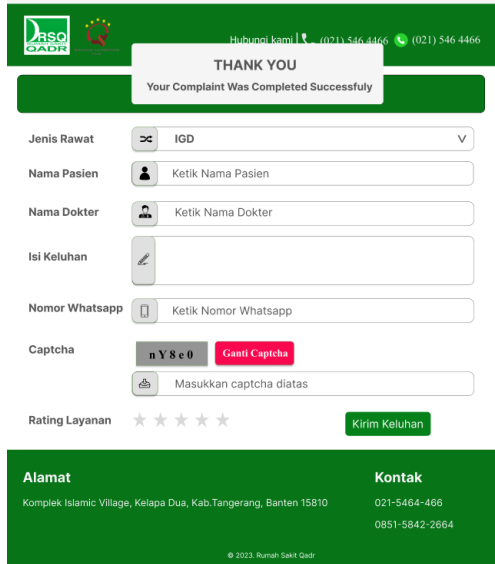 RSQ
QADR
Hubungi kami | (021) 546 4466 (021) 546 4466
THANK YOU
Your Complaint Was Completed Successfuly
Jenis Rawat IGD V
Nama Pasien Ketik Nama Pasien
Nama Dokter Ketik Nama Dokter
Isi Keluhan
Nomor Whatsapp Ketik Nomor Whatsapp
Captcha n Y 8 e 0 Ganti Captcha
Masukkan captcha diatas
Rating Layanan Kirim Keluhan
Alamat Kontak
Komplek Islamic Village, Kelapa Dua, Kab.Tangerang, Banten 15810 021-5464-466
0851-5842-2664
© 2023. Rumah Sakit Qadr